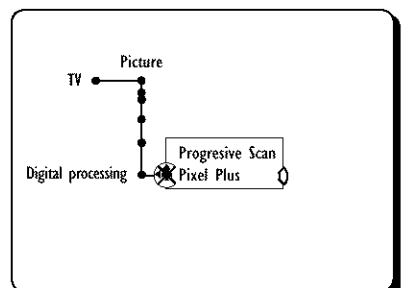 Picture
TV
Progresive Scan
Digital processing
Pixel Plus